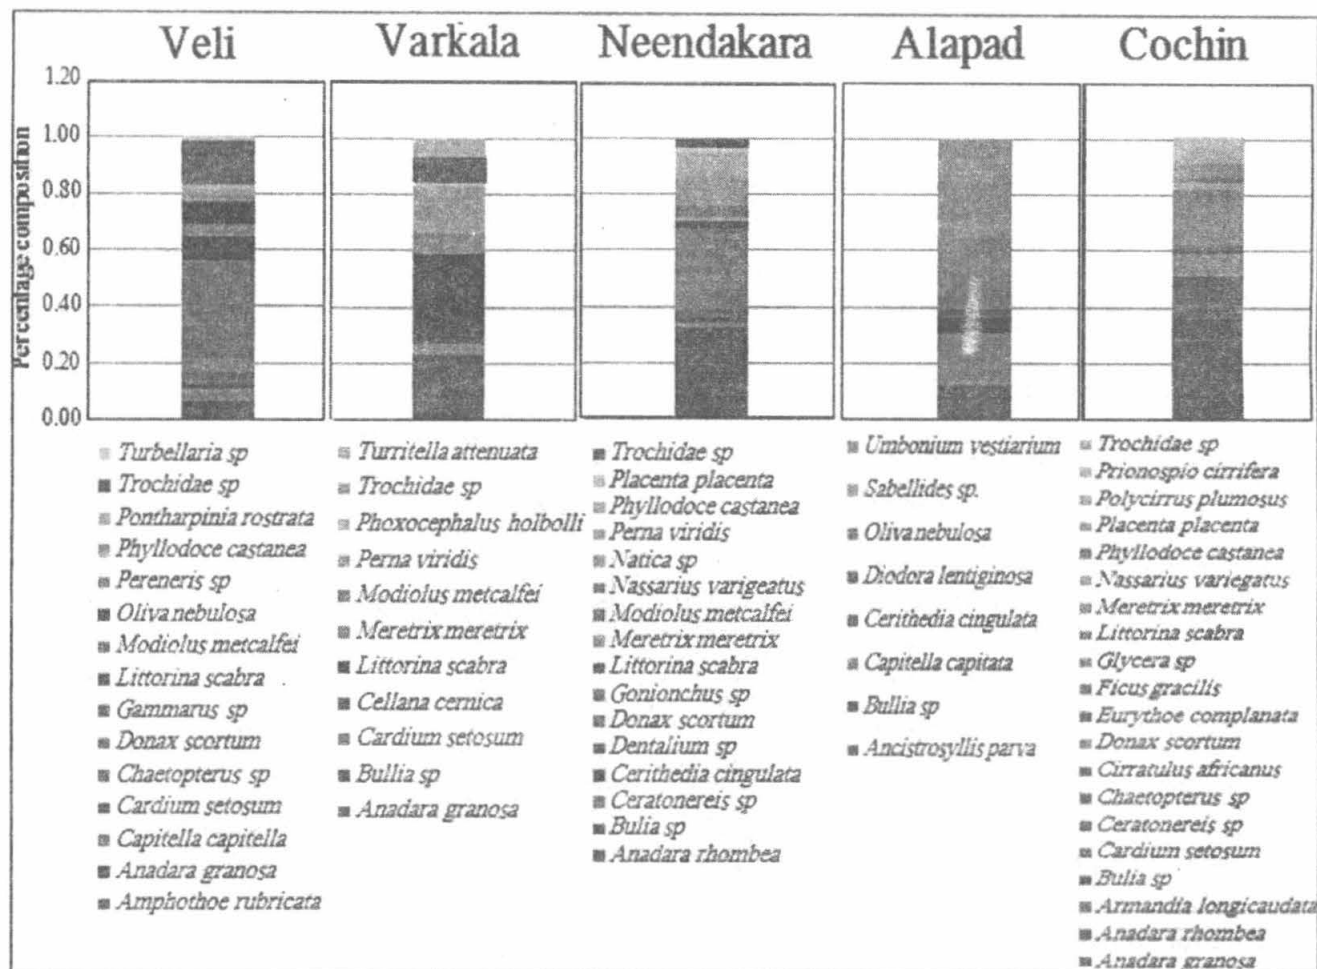 Veli
Varkala
Neendakara
Alapad
Cochin
Percentage composition
1.20
1.00
0.80
0.60
0.40
0.20
0.00
Turbellaria sp
Trochidae sp
Pontharpinia rostrata
Phyllodoce castanea
Pereneris sp
Oliva nebulosa
Modiolus metcalfei
Littorina scabra
Gammarus sp
Donax scortum
Chaetopterus sp
Cardium setosum
Capitella capitella
Anadara granosa
Amphothoe rubricata
Turritella attenuata
Trochidae sp
Phoxocephalus holbolli
Perna viridis
Modiolus metcalfei
Meretrix meretrix
Littorina scabra
Cellana cernica
Cardium setosum
Bullia sp
Anadara granosa
Trochidae sp
Placenta placenta
Phyllodoce castanea
Perna viridis
Natica sp
Nassarius varigeatus
Modiolus metcalfei
Meretrix meretrix
Littorina scabra
Gonionchus sp
Donax scortum
Dentalium sp
Cerithedia cingulata
Ceratonereis sp
Bulia sp
Anadara rhombea
Umbonium vestiarium
Sabellides sp.
Oliva nebulosa
Diodora lentiginosa
Cerithedia cingulata
Capitella capitata
Bullia sp
Ancistrosyllis parva
Trochidae sp
Prionospio cirrifera
Polycirrus plumosus
Placenta placenta
Phyllodoce castanea
Nassarius variegatus
Meretrix meretrix
Littorina scabra
Glycera sp
Ficus gracilis
Eurythoe complanata
Donax scortum
Cirratulus africanus
Chaetopterus sp
Ceratonereis sp
Cardium setosum
Bulia sp
Armandia longicaudata
Anadara rhombea
Anadara granosa